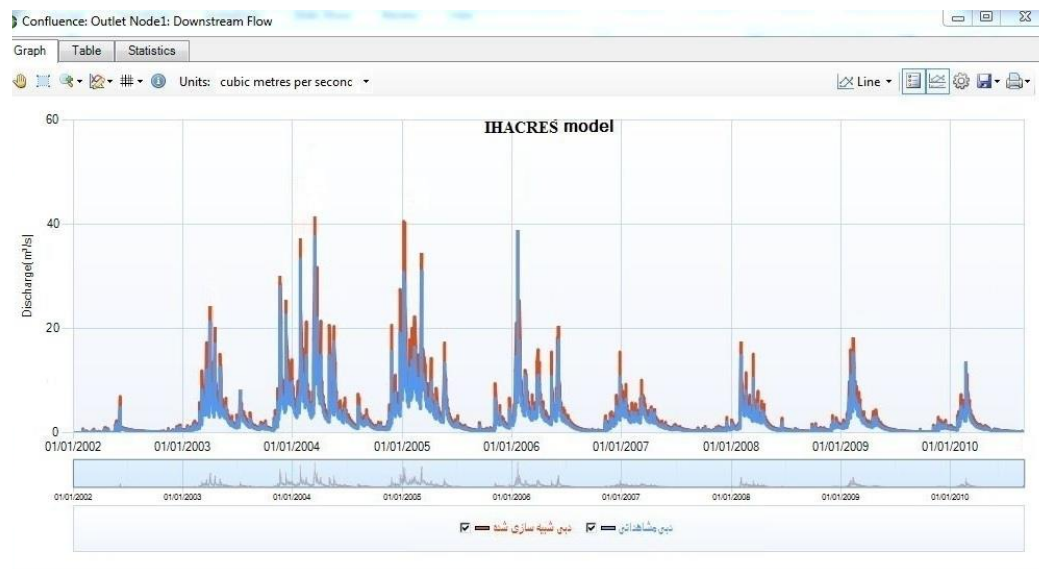 Confluence: Outlet Node1: Downstream Flow
Graph Table Statistics
Units: cubic metres per seconc Line
IHACRES model
60
40
20
0
Discharge[m³/s]
01/01/2002 01/01/2003 01/01/2004 01/01/2005 01/01/2006 01/01/2007 01/01/2008 01/01/2009 01/01/2010
01/01/2002 01/01/2003 01/01/2004 01/01/2005 01/01/2006 01/01/2007 01/01/2008 01/01/2009 01/01/2010
دبی شبیه سازی شده دبی مشاهداتی